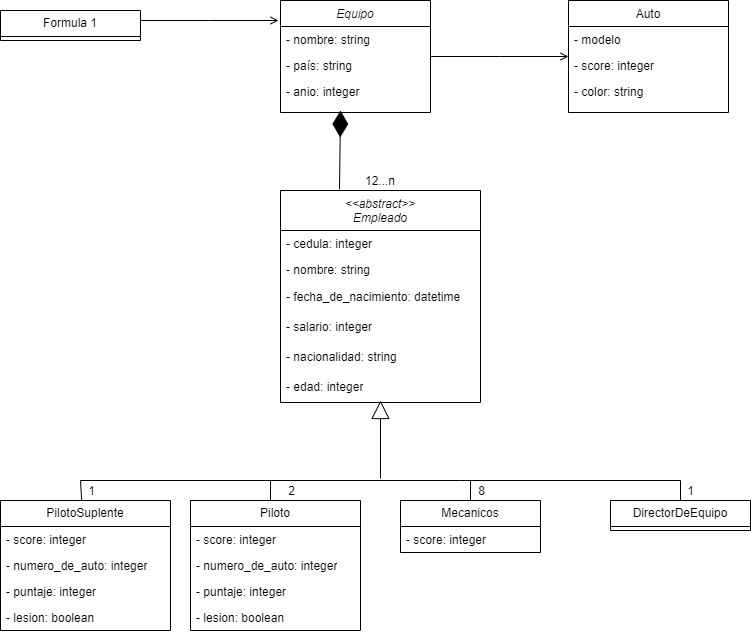 Formula 1
Equipo
- nombre: string
- país: string
- anio: integer
Auto
- modelo
- score: integer
- color: string
12...n
<<abstract>>
Empleado
- cedula: integer
- nombre: string
- fecha_de_nacimiento: datetime
- salario: integer
- nacionalidad: string
- edad: integer
1
2
8
1
PilotoSuplente
- score: integer
- numero_de_auto: integer
- puntaje: integer
- lesion: boolean
Piloto
- score: integer
- numero_de_auto: integer
- puntaje: integer
- lesion: boolean
Mecanicos
- score: integer
DirectorDeEquipo